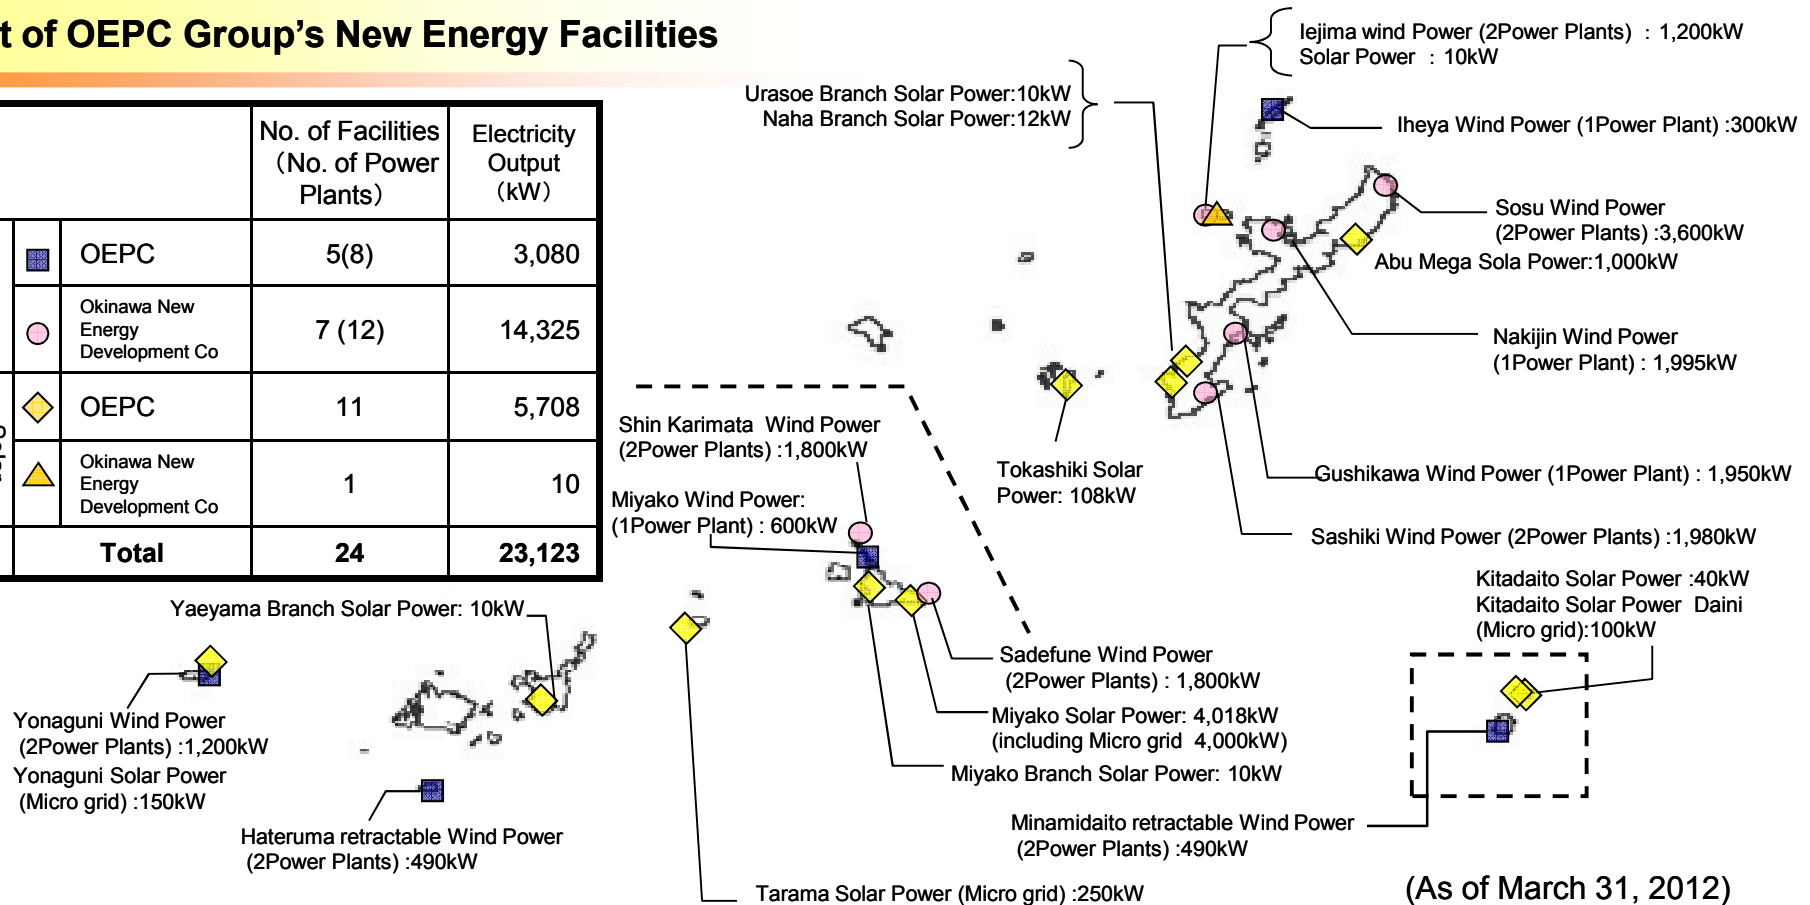 t of OEPC Group's New Energy Facilities
No. of Facilities
（No. of Power
Plants）
Electricity
Output
（kW）
OEPC
5(8)
3,080
Okinawa New
Energy
Development Co
7 (12)
14,325
OEPC
11
5,708
Okinawa New
Energy
Development Co
1
10
Total
24
23,123
Iejima wind Power (2Power Plants) : 1,200kW
Solar Power : 10kW
Urasoe Branch Solar Power:10kW
Naha Branch Solar Power:12kW
Iheya Wind Power (1Power Plant) :300kW
Sosu Wind Power
(2Power Plants) :3,600kW
Abu Mega Sola Power:1,000kW
Nakijin Wind Power
(1Power Plant) : 1,995kW
Gushikawa Wind Power (1Power Plant) : 1,950kW
Sashiki Wind Power (2Power Plants) :1,980kW
Tokashiki Solar
Power: 108kW
Shin Karimata Wind Power
(2Power Plants) :1,800kW
Miyako Wind Power:
(1Power Plant) : 600kW
Sadefune Wind Power
(2Power Plants) : 1,800kW
Miyako Solar Power: 4,018kW
(including Micro grid 4,000kW)
Miyako Branch Solar Power: 10kW
Yaeyama Branch Solar Power: 10kW
Yonaguni Wind Power
(2Power Plants) :1,200kW
Yonaguni Solar Power
(Micro grid) :150kW
Hateruma retractable Wind Power
(2Power Plants) :490kW
Tarama Solar Power (Micro grid) :250kW
Kitadaito Solar Power :40kW
Kitadaito Solar Power Daini
(Micro grid):100kW
Minamidaito retractable Wind Power
(2Power Plants) :490kW
(As of March 31, 2012)